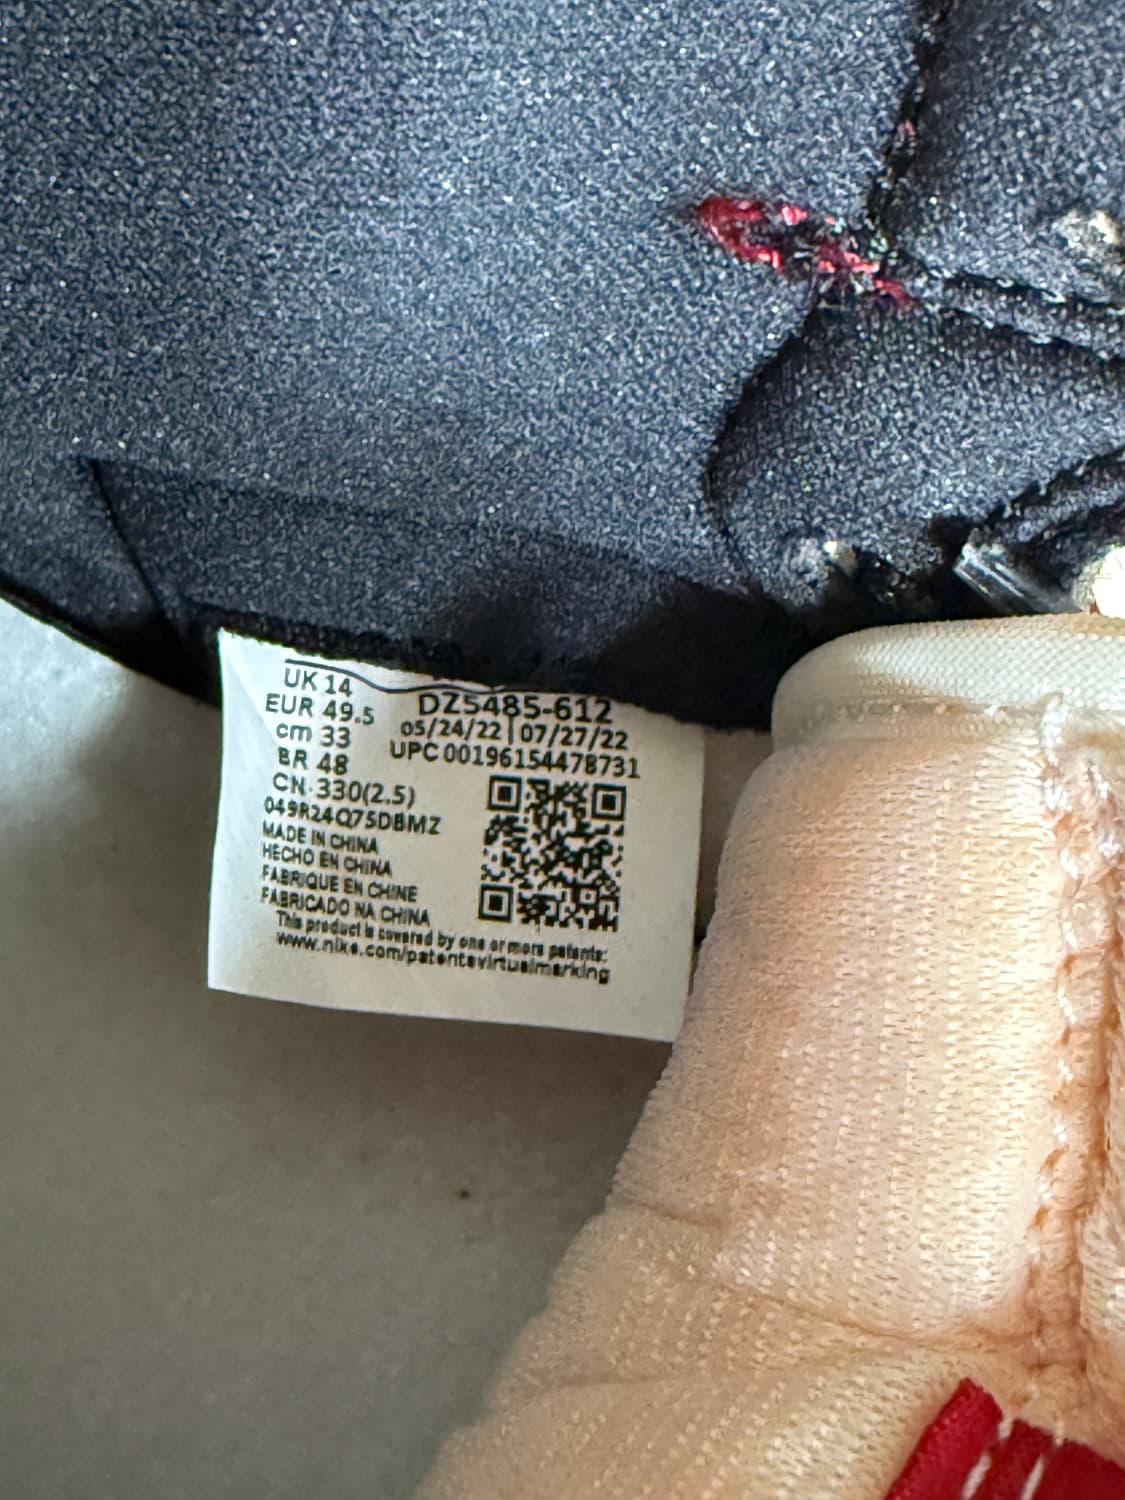 UK 14
EUR 49.5
cm 33
BR 48
CN 330(2.5)
DZ5485-612
05/24/22 | 07/27/22
UPC 00196154478731
049R24Q75DBMZ
MADE IN CHINA
HECHO EN CHINA
FABRIQUE EN CHINE
FABRICADO NA CHINA
This product is covered by one or more patents:
www.nike.com/patentsvirtualmarking